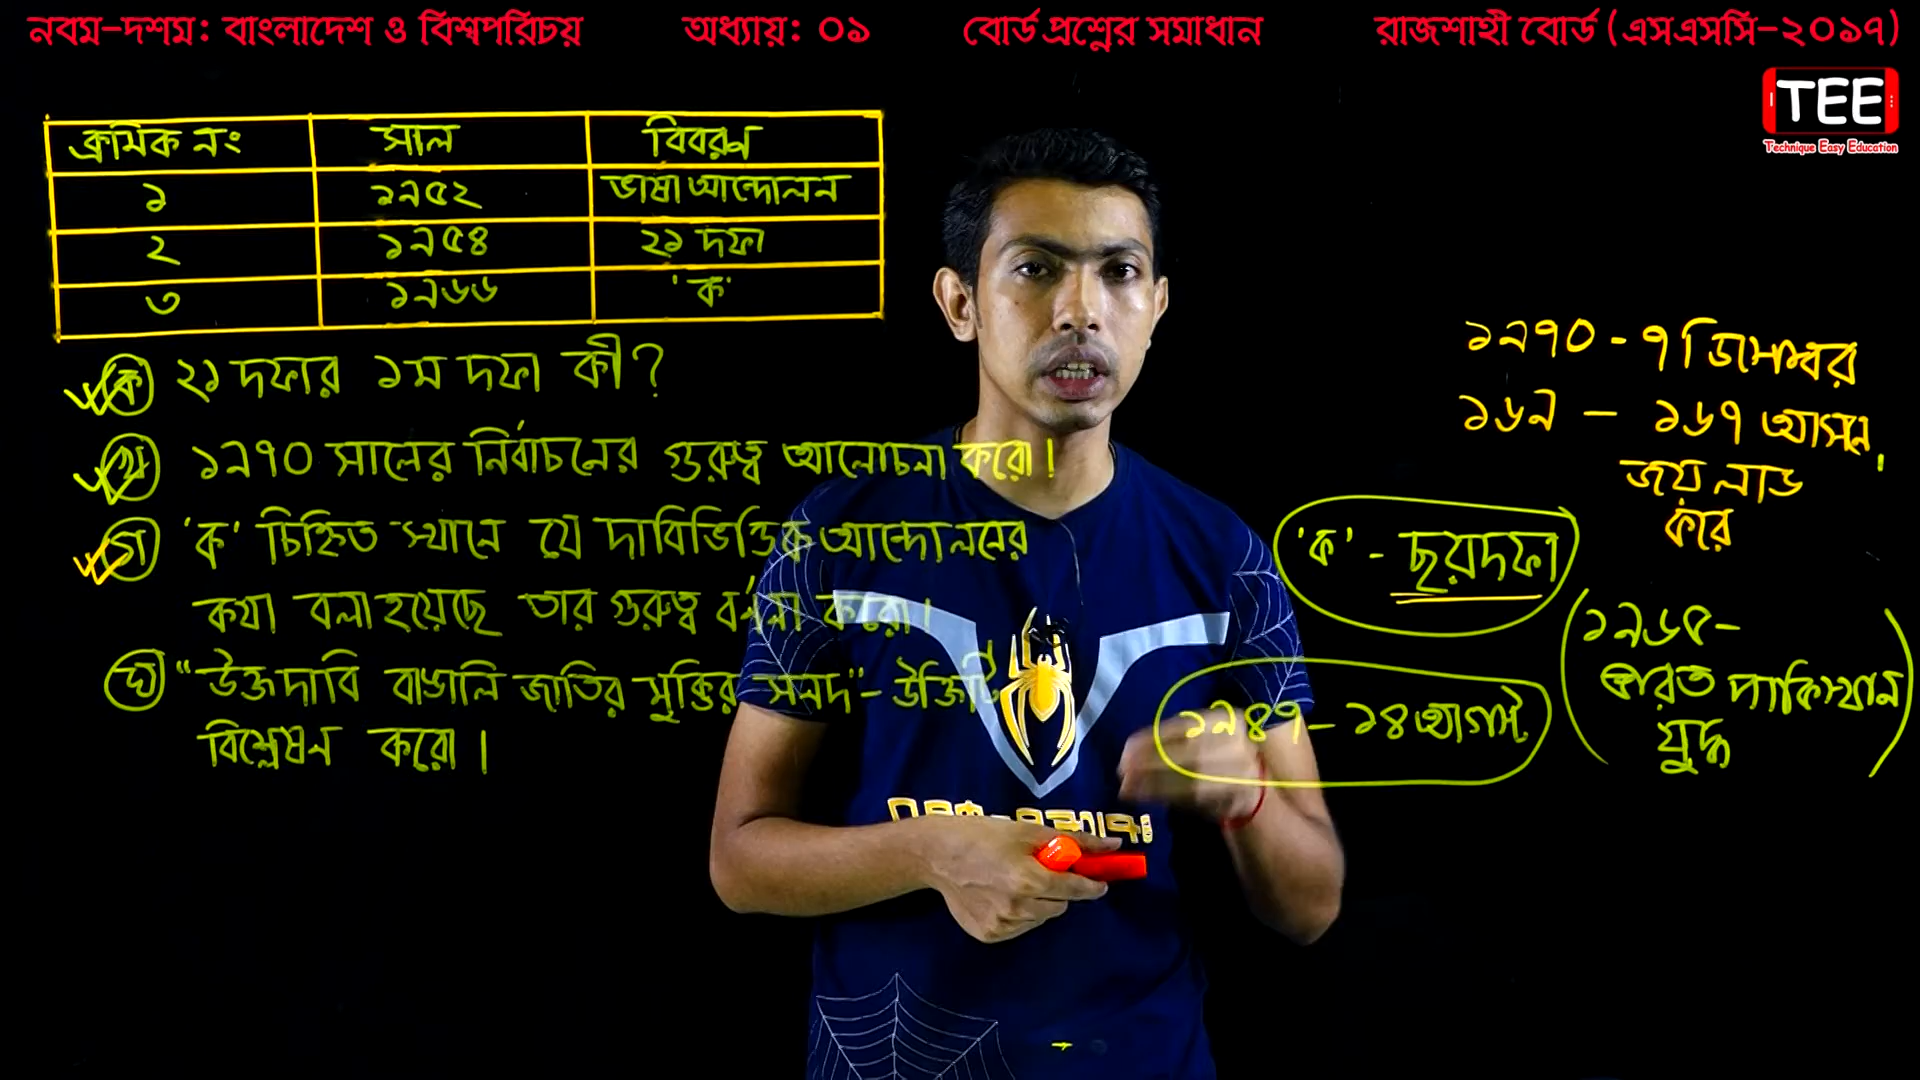 নবম-দশম: বাংলাদেশ ও বিশ্বপরিচয় অধ্যায়: ০১ বোর্ড প্রশ্নের সমাধান রাজশাহী বোর্ড (এসএসসি-২০১৭)
TEE
Technique Easy Education
ক্রমিক নং সাল বিবরণ
১ ১৯৫২ ভাষা আন্দোলন
২ ১৯৫৪ ২১ দফা
৩ ১৯৬৬ 'ক'
ক ২১ দফার ১ম দফা কী?
খ ১৯৭০ সালের নির্বাচনের গুরুত্ব আলোচনা করো।
গ 'ক' চিহ্নিত স্থানে যে দাবিভিত্তিক আন্দোলনের
কথা বলা হয়েছে তার গুরুত্ব বর্ণনা করো।
ঘ "উক্ত দাবি বাঙালি জাতির মুক্তির সনদ"- উক্তিটি
বিশ্লেষন করো।
১৯৭০ - ৭ ডিসেম্বর
১৬৯ - ১৬৭ আসনে
জয় লাভ
করে
'ক' - ছয়দফা
১৯৪৭ - ১৪ আগস্ট
(১৯৬৫-
ভারত পাকিস্থান
যুদ্ধ)